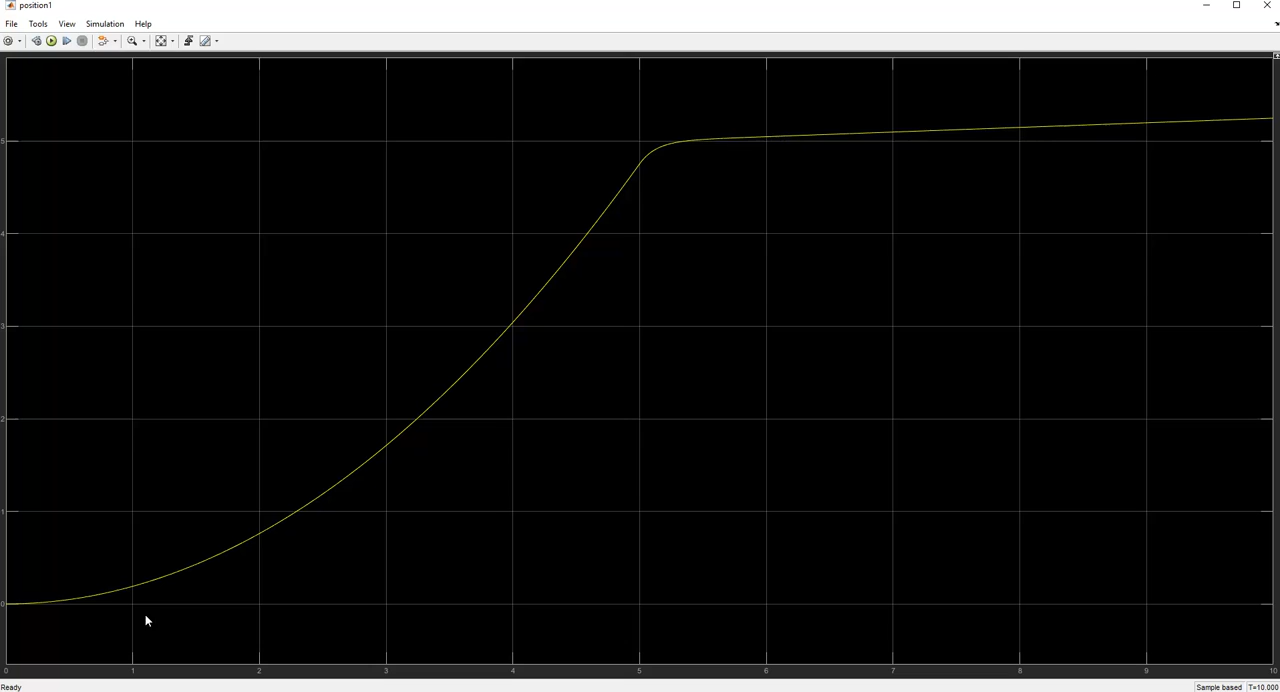 position1
File Tools View Simulation Help
5
4
3
2
1
0
0 1 2 3 4 5 6 7 8 9 10
Ready Sample based T=10.000